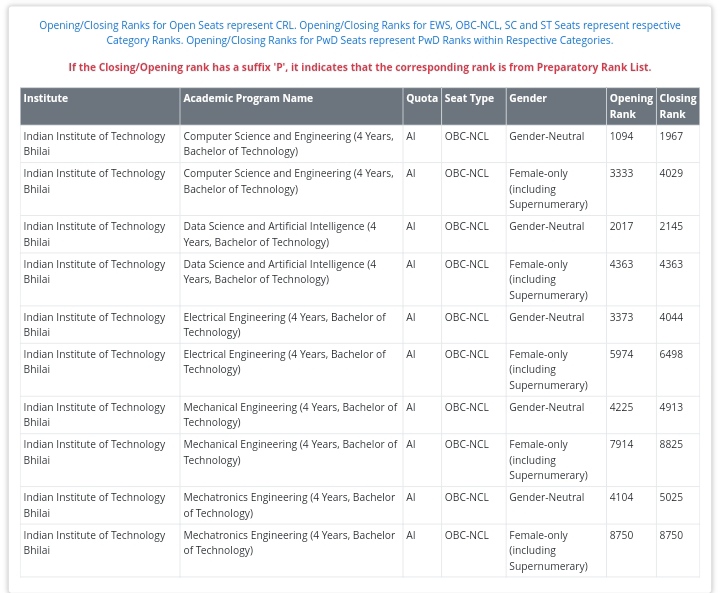 Opening/Closing Ranks for Open Seats represent CRL. Opening/Closing Ranks for EWS, OBC-NCL, SC and ST Seats represent respective
Category Ranks. Opening/Closing Ranks for PwD Seats represent PwD Ranks within Respective Categories.
If the Closing/Opening rank has a suffix 'P', it indicates that the corresponding rank is from Preparatory Rank List.
Institute Academic Program Name Quota Seat Type Gender Opening Closing
Rank Rank
Indian Institute of Technology Computer Science and Engineering (4 Years, AI OBC-NCL Gender-Neutral 1094 1967
Bhilai Bachelor of Technology)
Indian Institute of Technology Computer Science and Engineering (4 Years, AI OBC-NCL Female-only 3333 4029
Bhilai Bachelor of Technology) (including
Supernumerary)
Indian Institute of Technology Data Science and Artificial Intelligence (4 AI OBC-NCL Gender-Neutral 2017 2145
Bhilai Years, Bachelor of Technology)
Indian Institute of Technology Data Science and Artificial Intelligence (4 AI OBC-NCL Female-only 4363 4363
Bhilai Years, Bachelor of Technology) (including
Supernumerary)
Indian Institute of Technology Electrical Engineering (4 Years, Bachelor of AI OBC-NCL Gender-Neutral 3373 4044
Bhilai Technology)
Indian Institute of Technology Electrical Engineering (4 Years, Bachelor of AI OBC-NCL Female-only 5974 6498
Bhilai Technology) (including
Supernumerary)
Indian Institute of Technology Mechanical Engineering (4 Years, Bachelor of AI OBC-NCL Gender-Neutral 4225 4913
Bhilai Technology)
Indian Institute of Technology Mechanical Engineering (4 Years, Bachelor of AI OBC-NCL Female-only 7914 8825
Bhilai Technology) (including
Supernumerary)
Indian Institute of Technology Mechatronics Engineering (4 Years, Bachelor AI OBC-NCL Gender-Neutral 4104 5025
Bhilai of Technology)
Indian Institute of Technology Mechatronics Engineering (4 Years, Bachelor AI OBC-NCL Female-only 8750 8750
Bhilai of Technology) (including
Supernumerary)